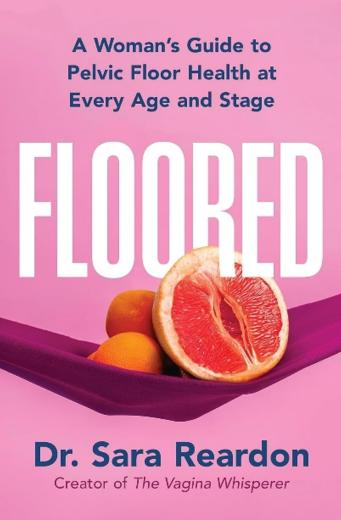 A Woman's Guide to
Pelvic Floor Health at
Every Age and Stage
FLOORED
Dr. Sara Reardon
Creator of The Vagina Whisperer